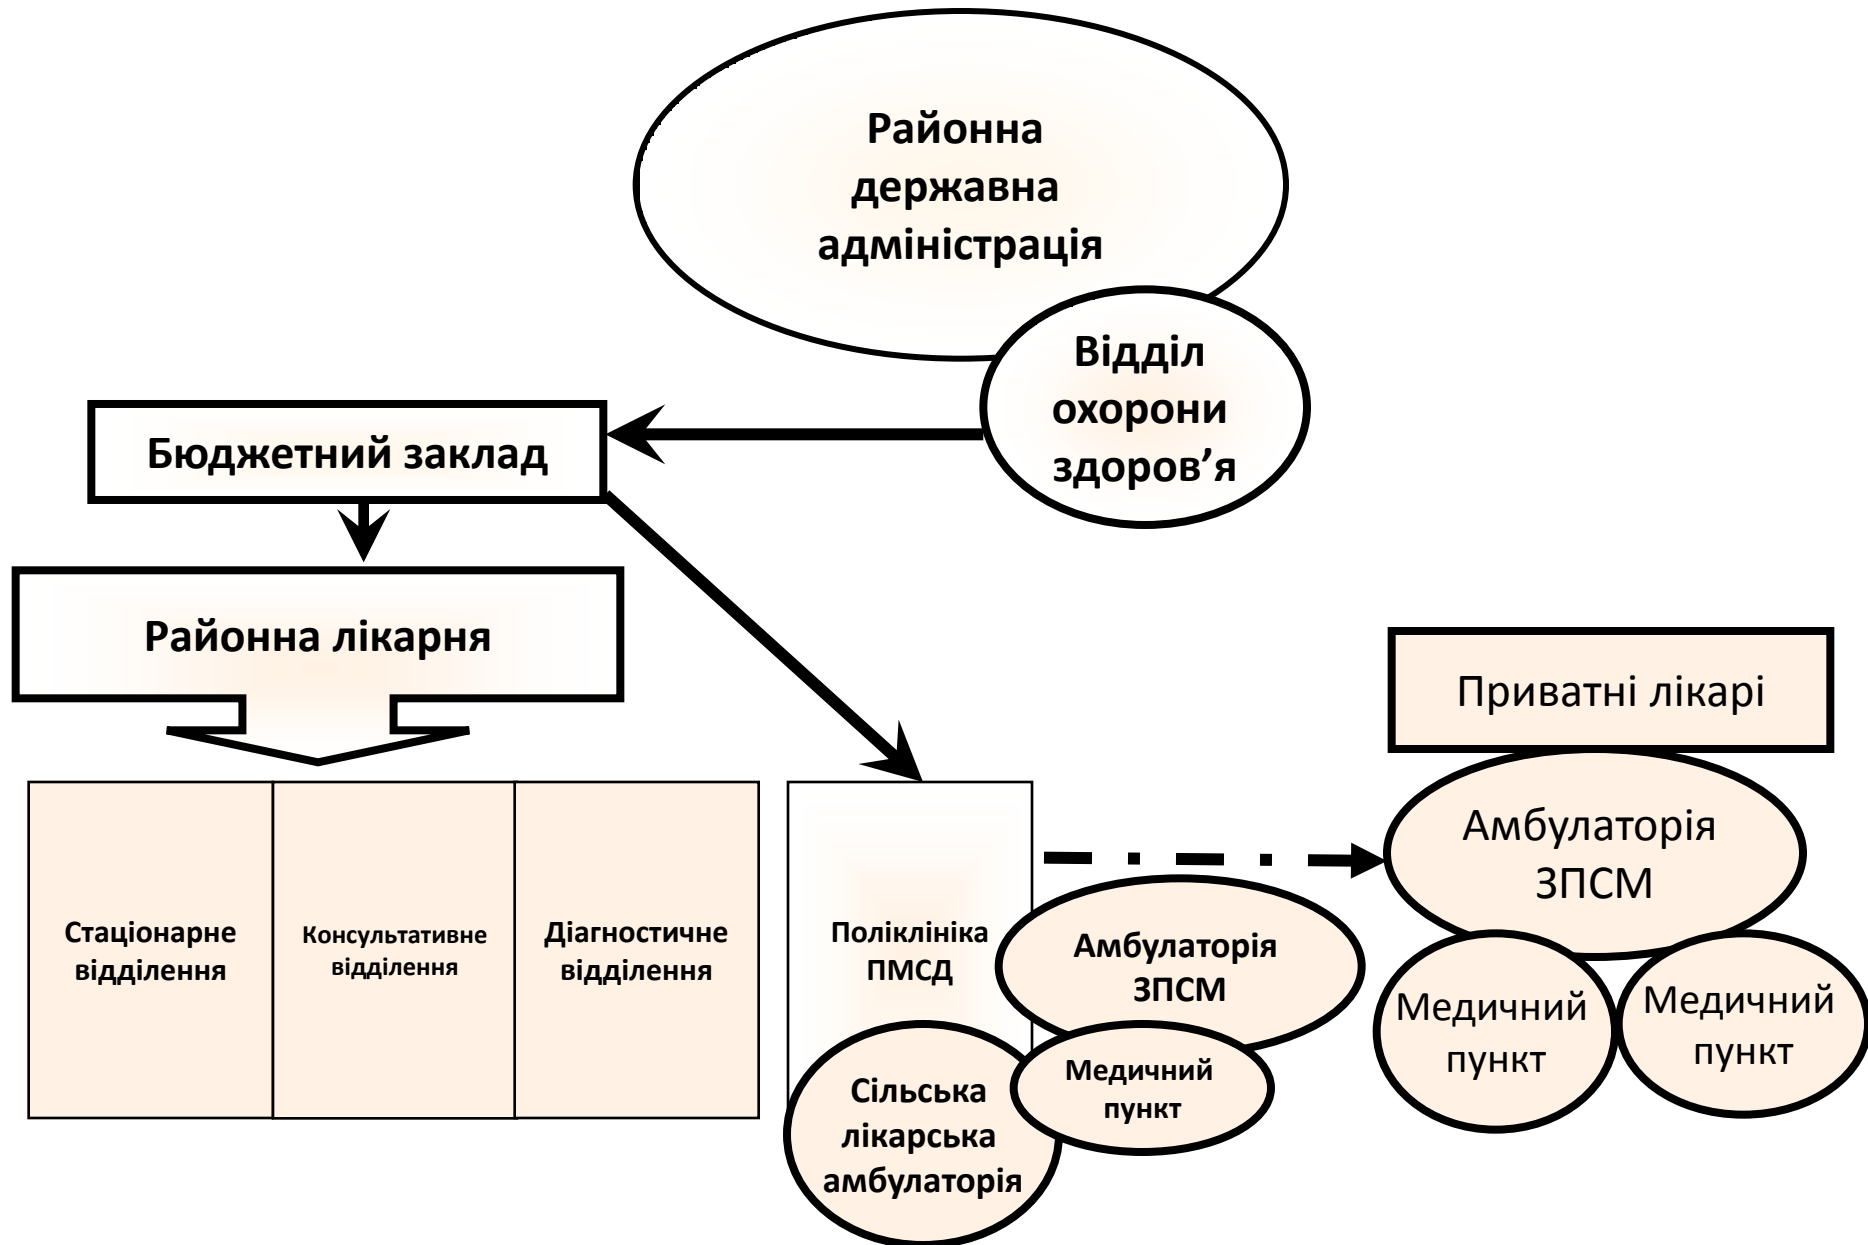 Районна
державна
адміністрація
Відділ
охорони
здоров’я
Бюджетний заклад
Районна лікарня
Приватні лікарі
Амбулаторія
ЗПСМ
Стаціонарне
відділення
Консультативне
відділення
Діагностичне
відділення
Поліклініка
ПМСД
Амбулаторія
ЗПСМ
Медичний
пункт
Медичний
пункт
Медичний
пункт
Сільська
лікарська
амбулаторія